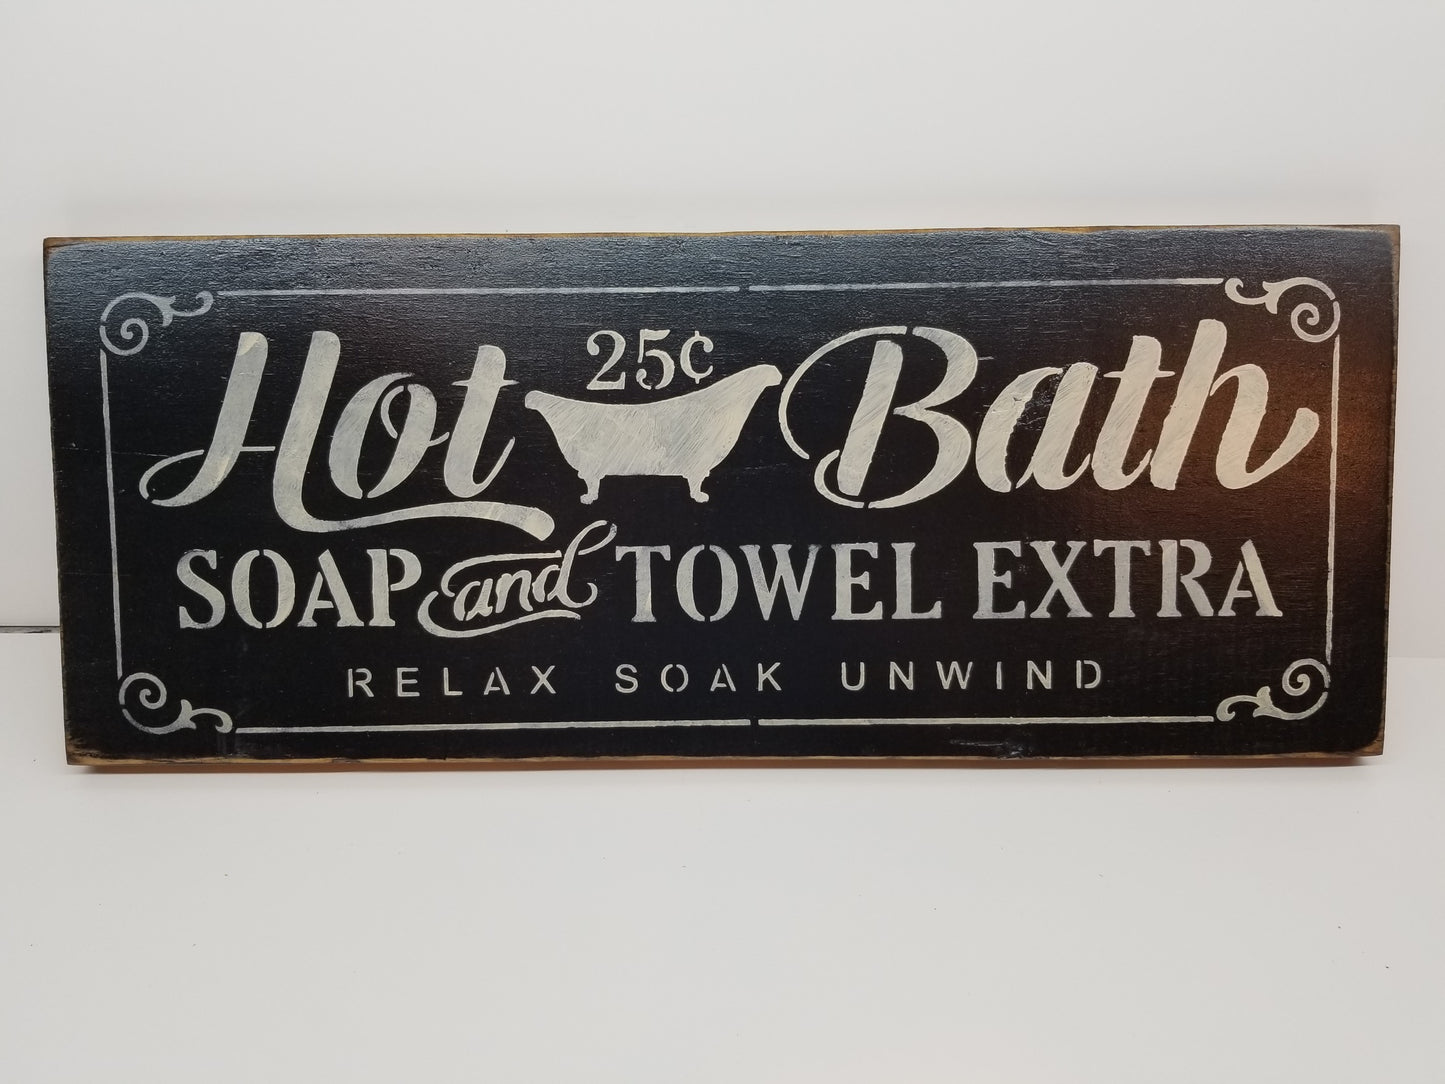 Hot 25¢ Bath
SOAP and TOWEL EXTRA
RELAX SOAK UNWIND